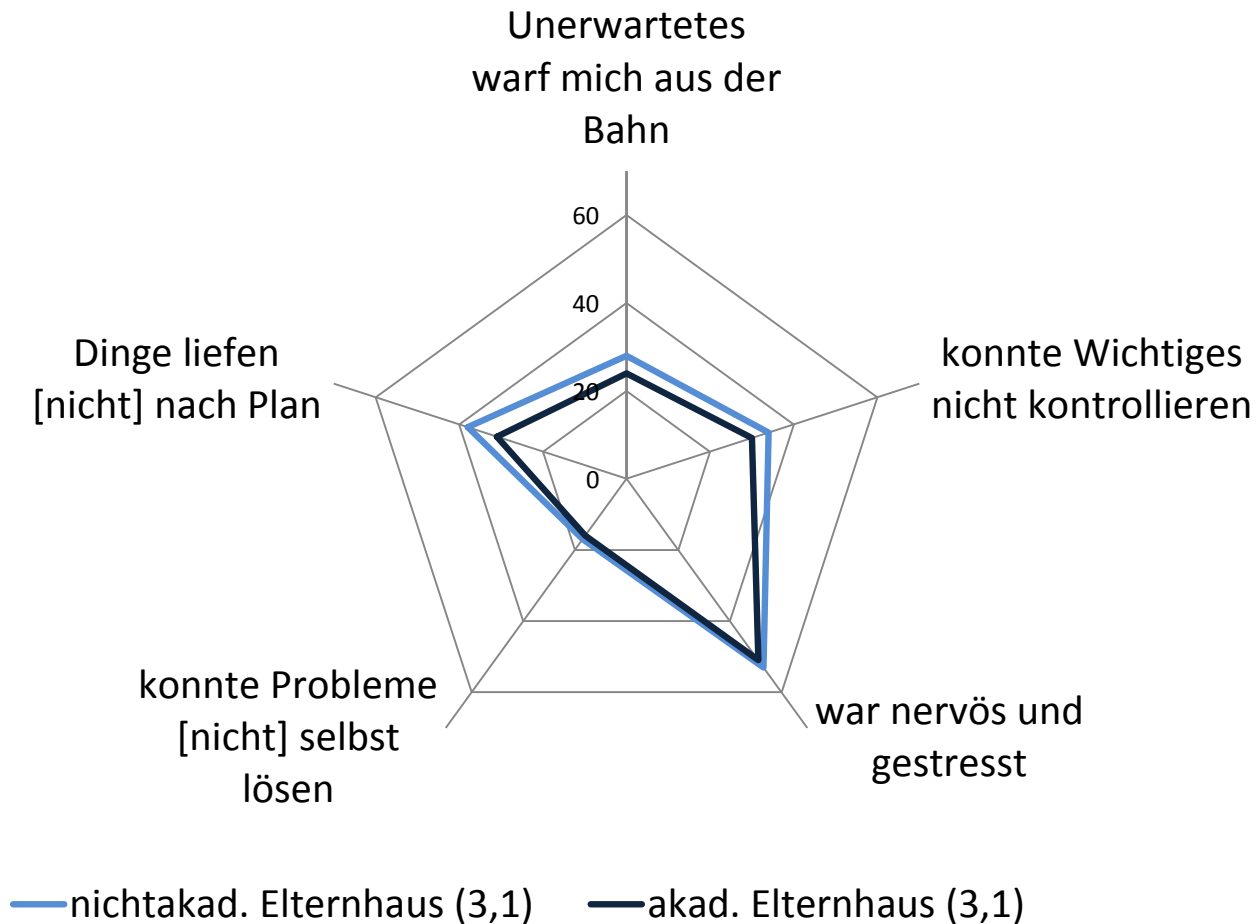 Unerwartetes
warf mich aus der
Bahn
60
40
20
0
Dinge liefen
[nicht] nach Plan
konnte Wichtiges
nicht kontrollieren
konnte Probleme
[nicht] selbst
lösen
war nervös und
gestresst
nichtakad. Elternhaus (3,1)
akad. Elternhaus (3,1)